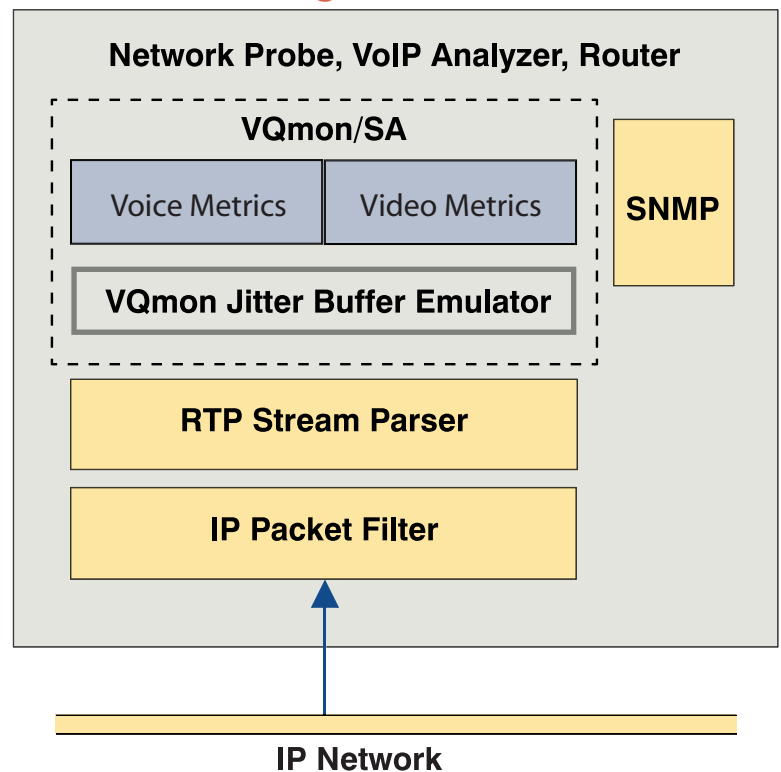 Network Probe, VoIP Analyzer, Router
VQmon/SA
Voice Metrics
Video Metrics
SNMP
VQmon Jitter Buffer Emulator
RTP Stream Parser
IP Packet Filter
IP Network